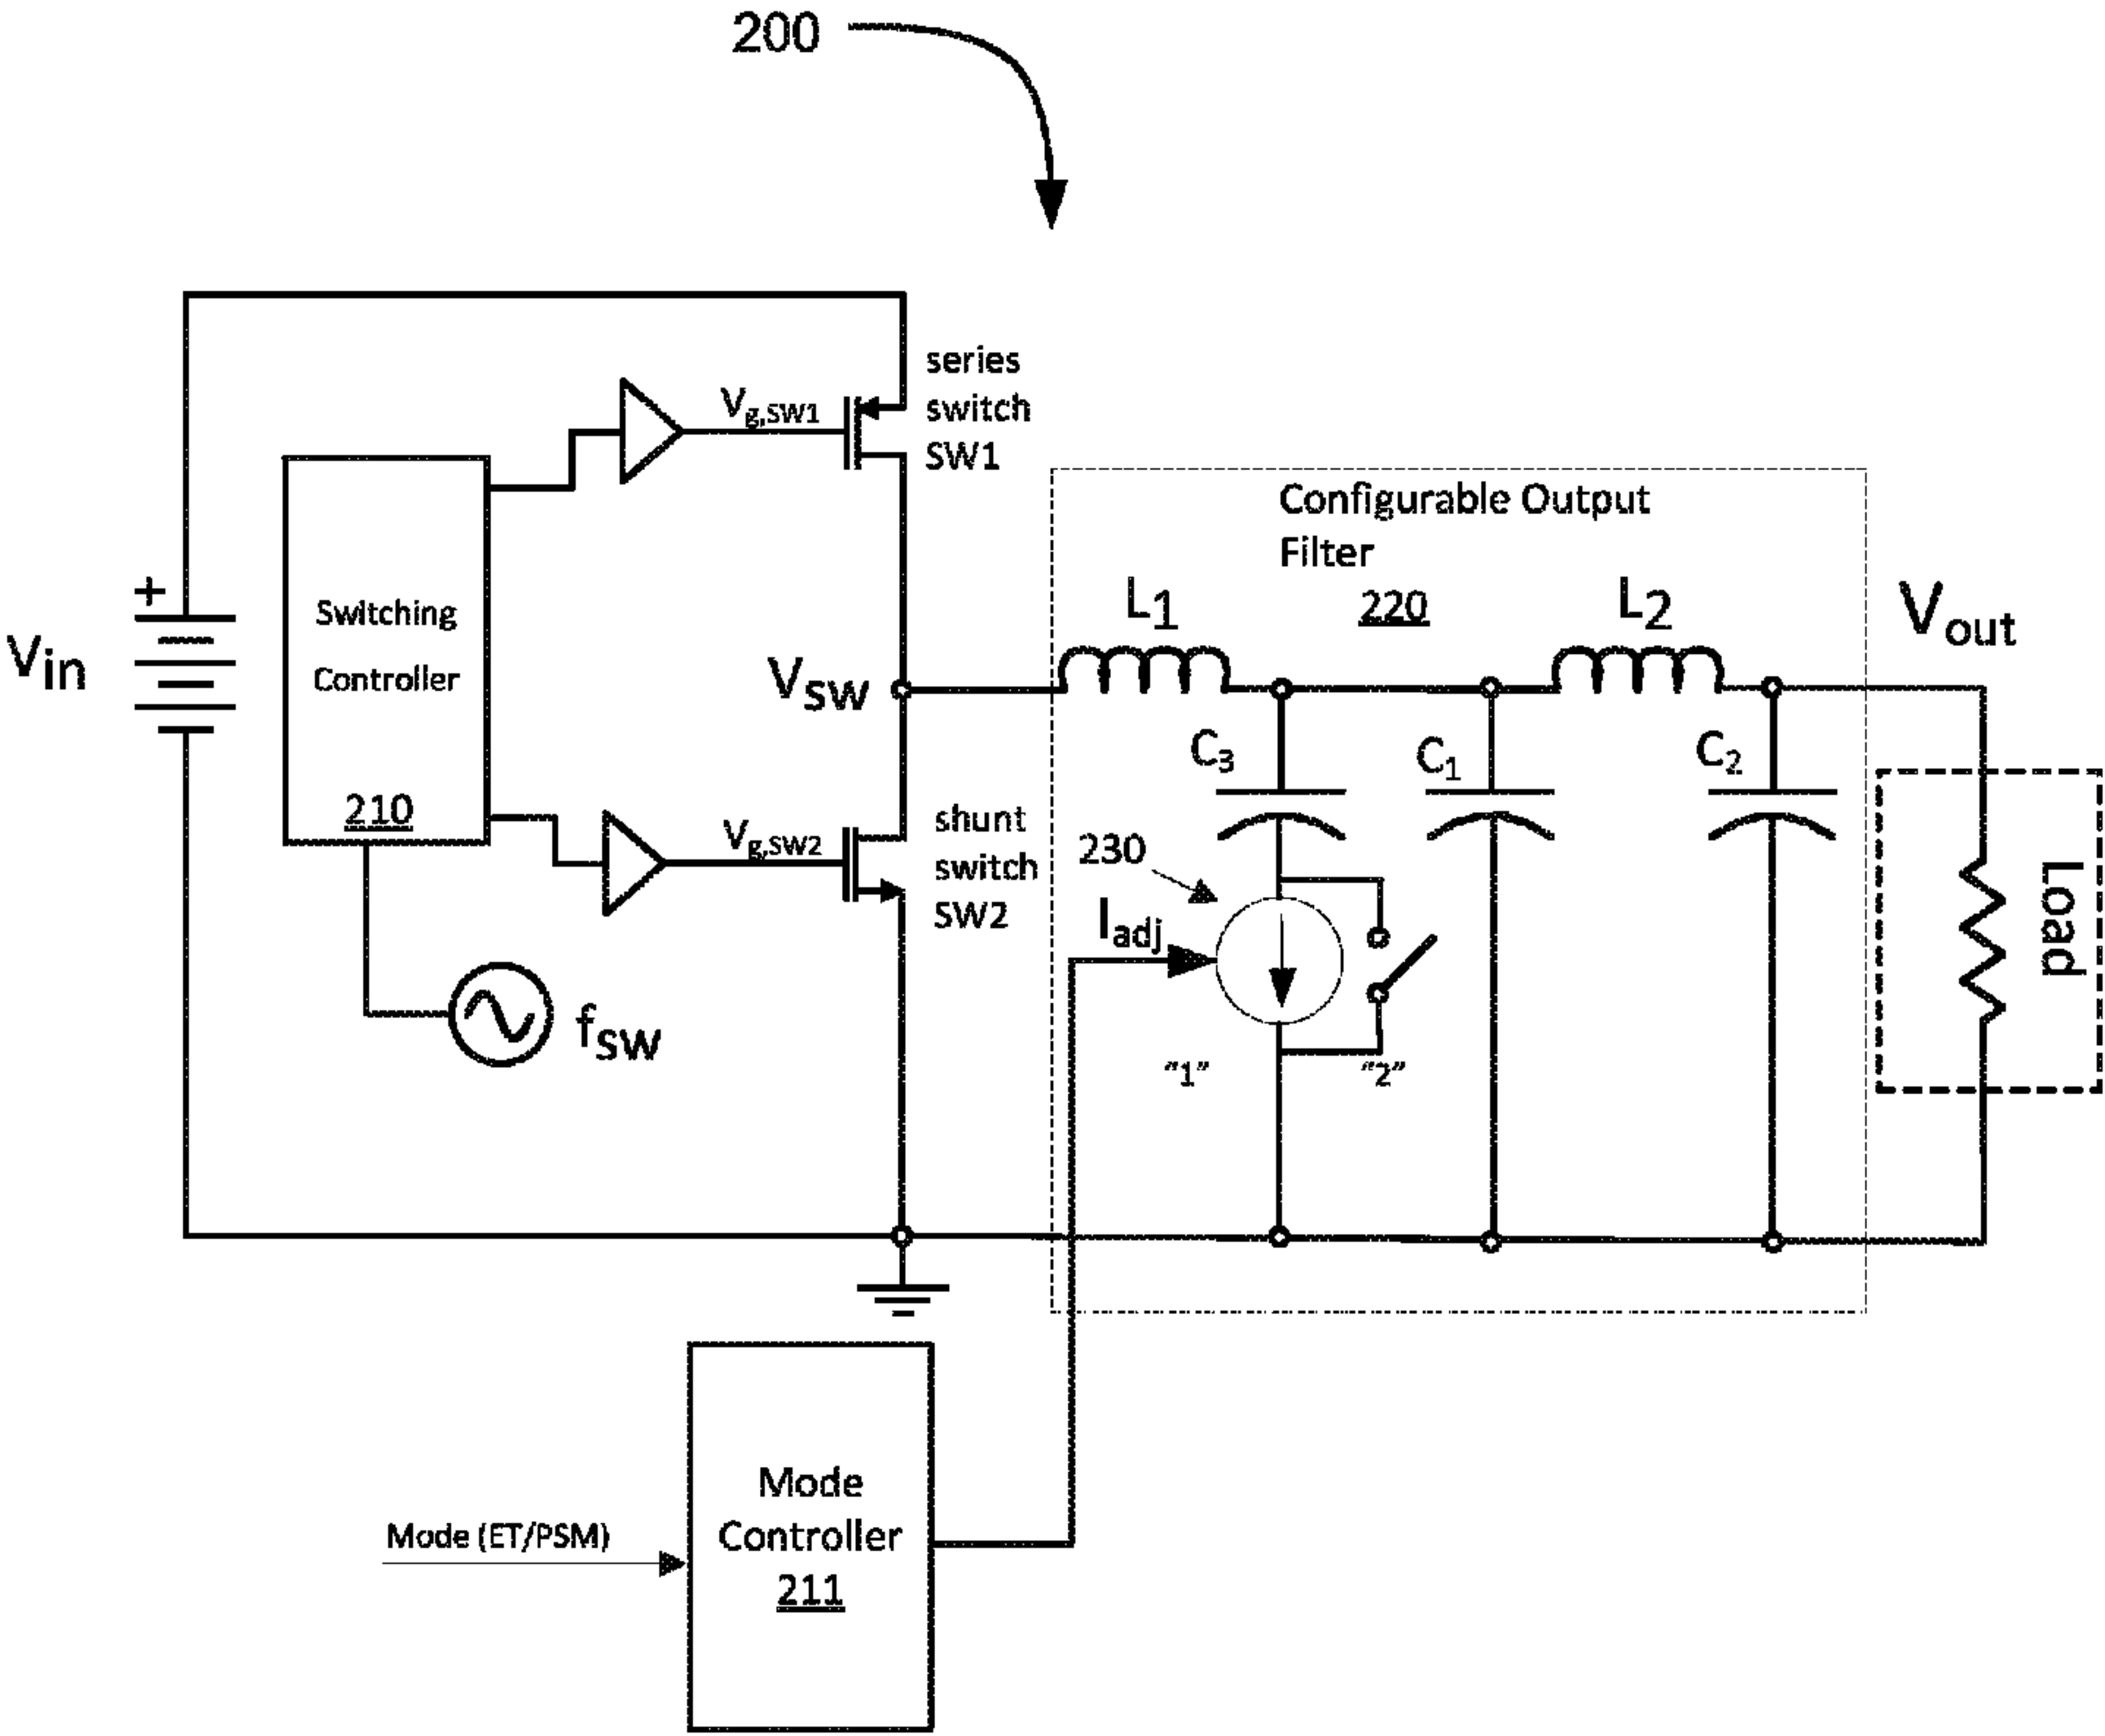 200
series
switch
SW1
Vg,SW1
Switching
Controller
210
+
Vin
Configurable Output
Filter
220
L1
L2
Vout
VSW
C3
C1
C2
Vg,SW2
shunt
switch
SW2
230
Iadj
Load
fSW
"1"
"2"
Mode (ET/PSM)
Mode
Controller
211